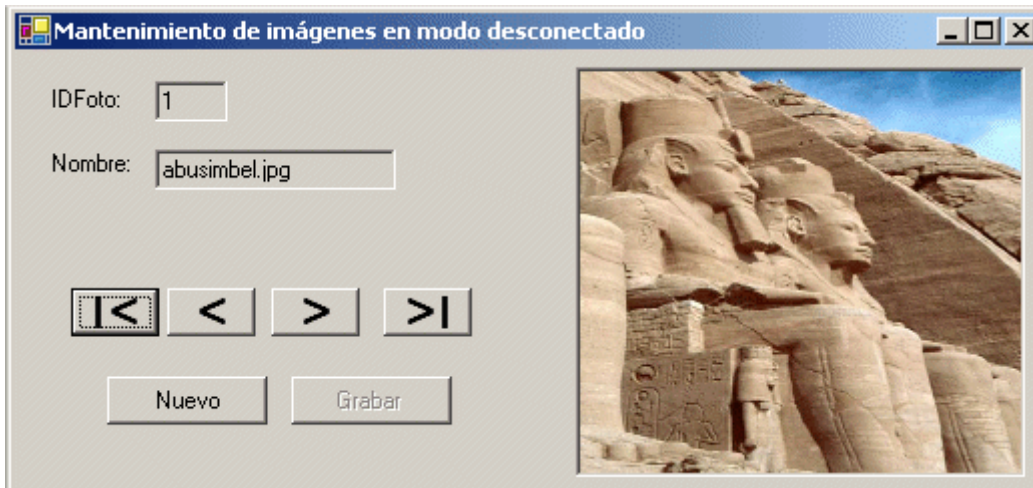 Mantenimiento de imágenes en modo desconectado
IDFoto: 1
Nombre: abusimbel.jpg
I< < > >I
Nuevo Grabar